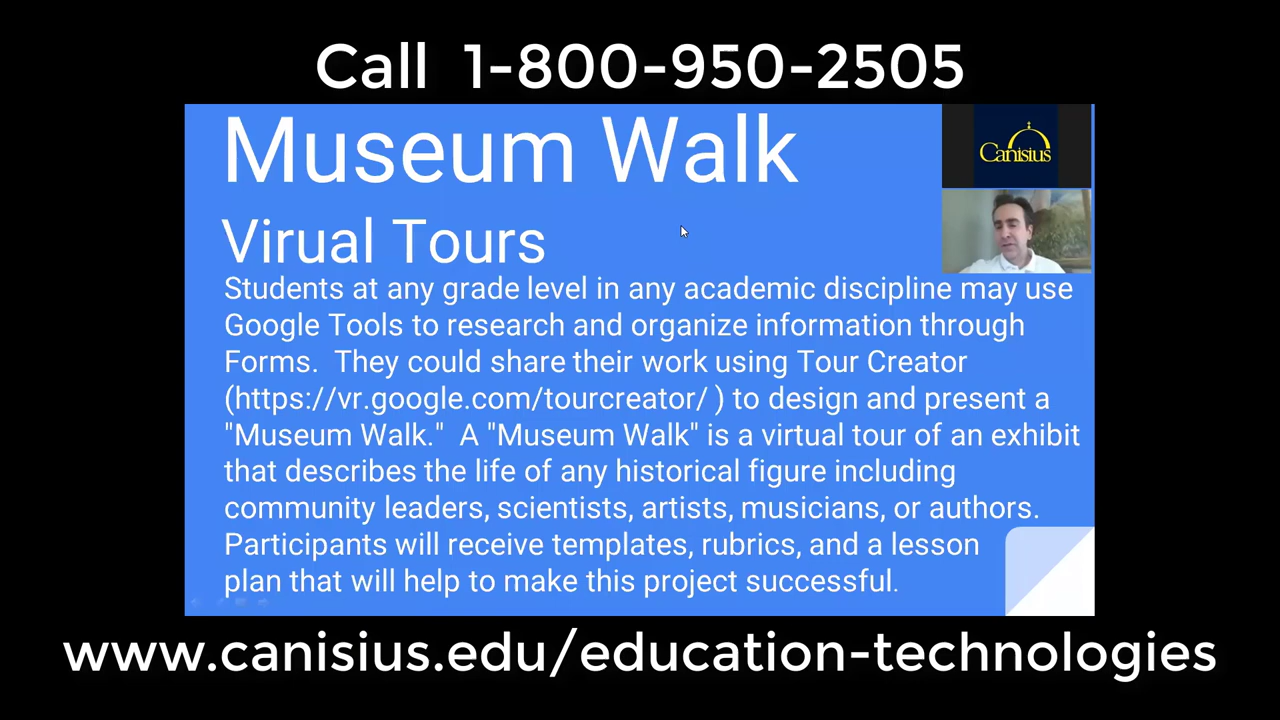 Call 1-800-950-2505
Museum Walk
Canisius
Virual Tours
Students at any grade level in any academic discipline may use
Google Tools to research and organize information through
Forms.  They could share their work using Tour Creator
(https://vr.google.com/tourcreator/ ) to design and present a
"Museum Walk."  A "Museum Walk" is a virtual tour of an exhibit
that describes the life of any historical figure including
community leaders, scientists, artists, musicians, or authors.
Participants will receive templates, rubrics, and a lesson
plan that will help to make this project successful.
www.canisius.edu/education-technologies